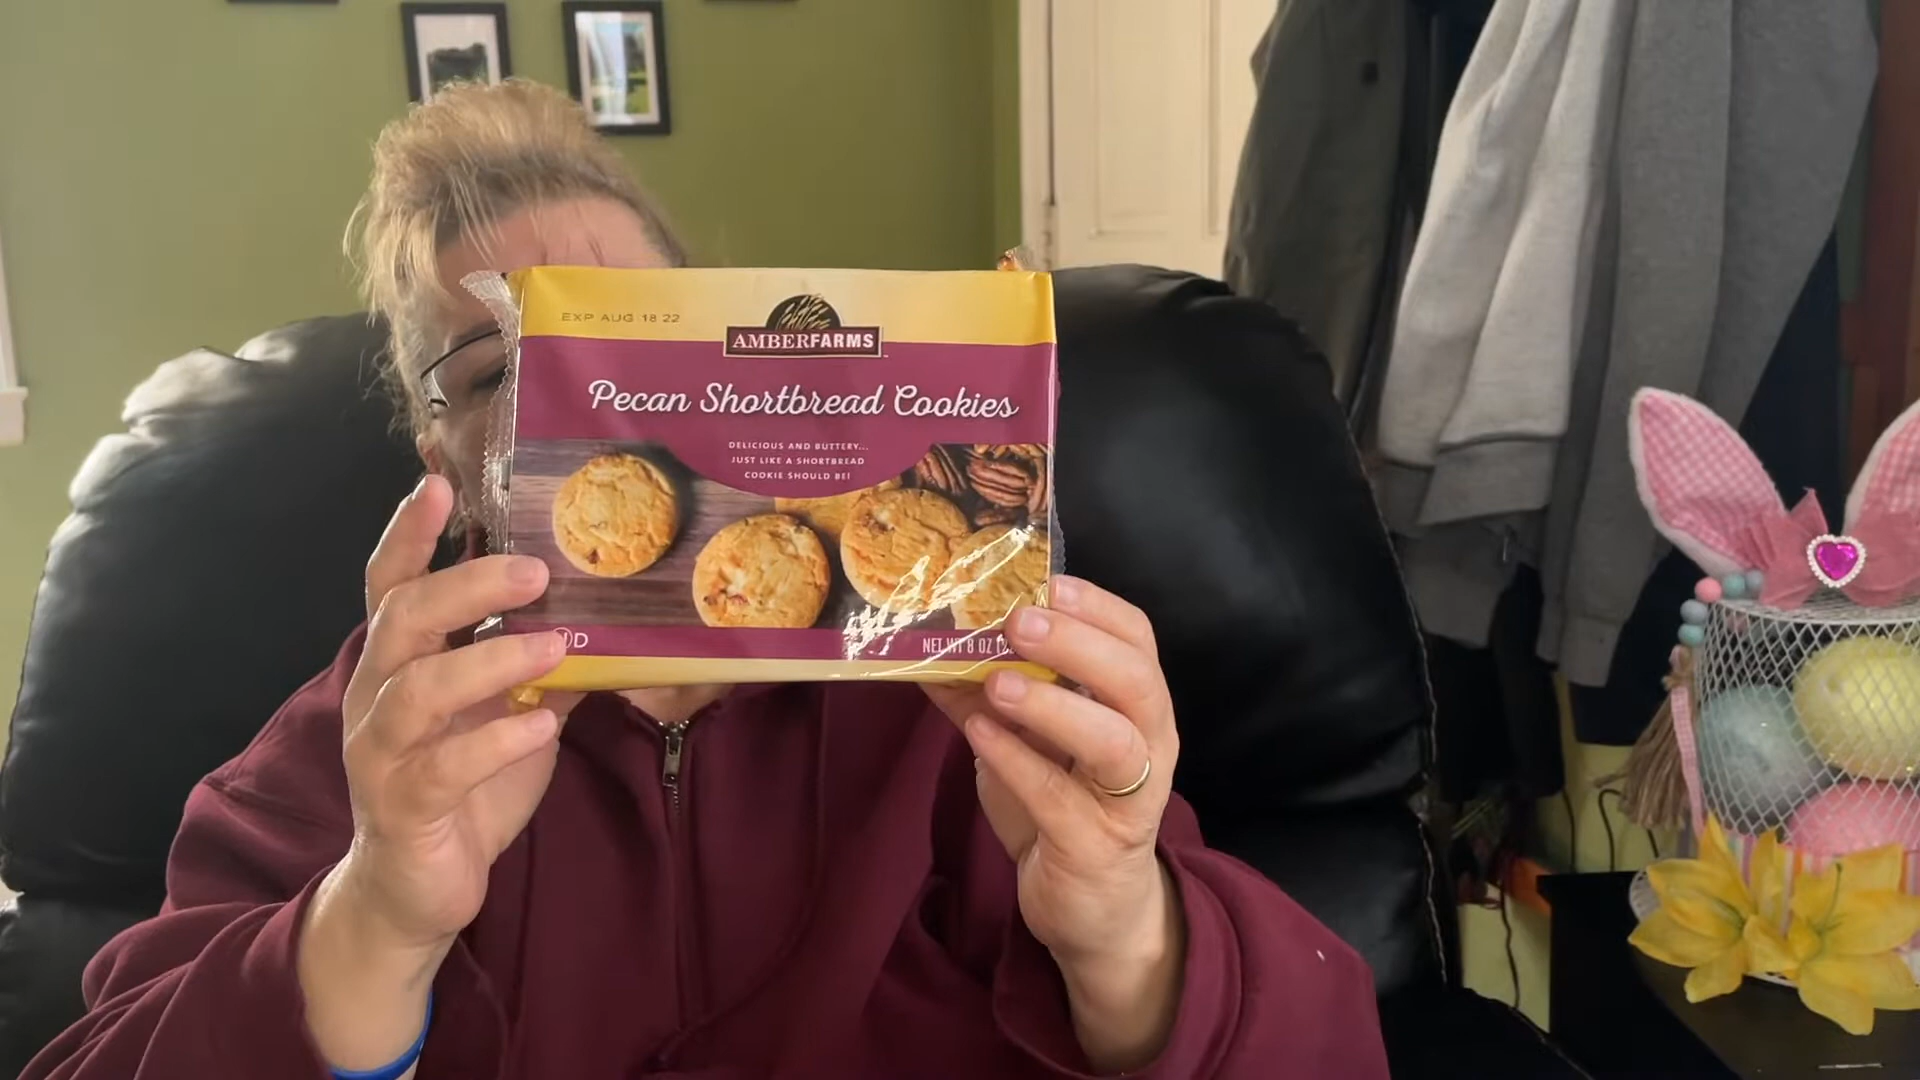 EXP AUG 18 22
AMBERFARMS
Pecan Shortbread Cookies
DELICIOUS AND BUTTERY...
JUST LIKE A SHORTBREAD
COOKIE SHOULD BE!
D
NET WT 8 OZ